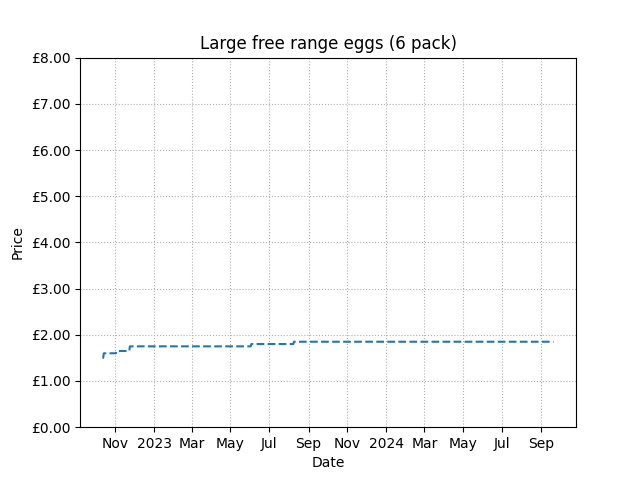 Large free range eggs (6 pack)
£8.00
£7.00
£6.00
£5.00
£4.00
£3.00
£2.00
£1.00
£0.00
Price
Nov 2023 Mar May Jul Sep Nov 2024 Mar May Jul Sep
Date